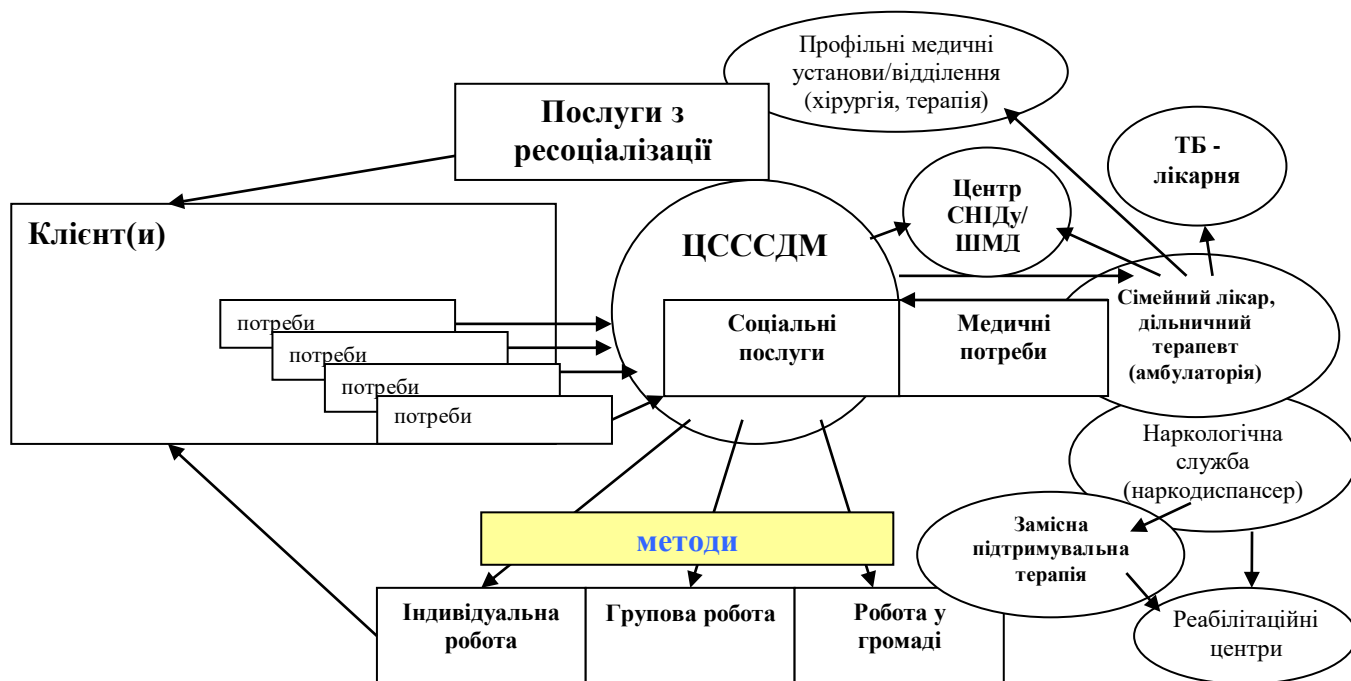 Профільні медичні
установи/відділення
(хірургія, терапія)
Послуги з
ресоціалізації
ТБ -
лікарня
Центр
СНІДу/
ШМД
Клієнт(и)
ЦСССДМ
потреби
потреби
потреби
потреби
Соціальні
послуги
Медичні
потреби
Сімейний лікар,
дільничний
терапевт
(амбулаторія)
Наркологічна
служба
(наркодиспансер)
Замісна
підтримувальна
терапія
Реабілітаційні
центри
методи
Індивідуальна
робота
Групова робота
Робота у
громаді